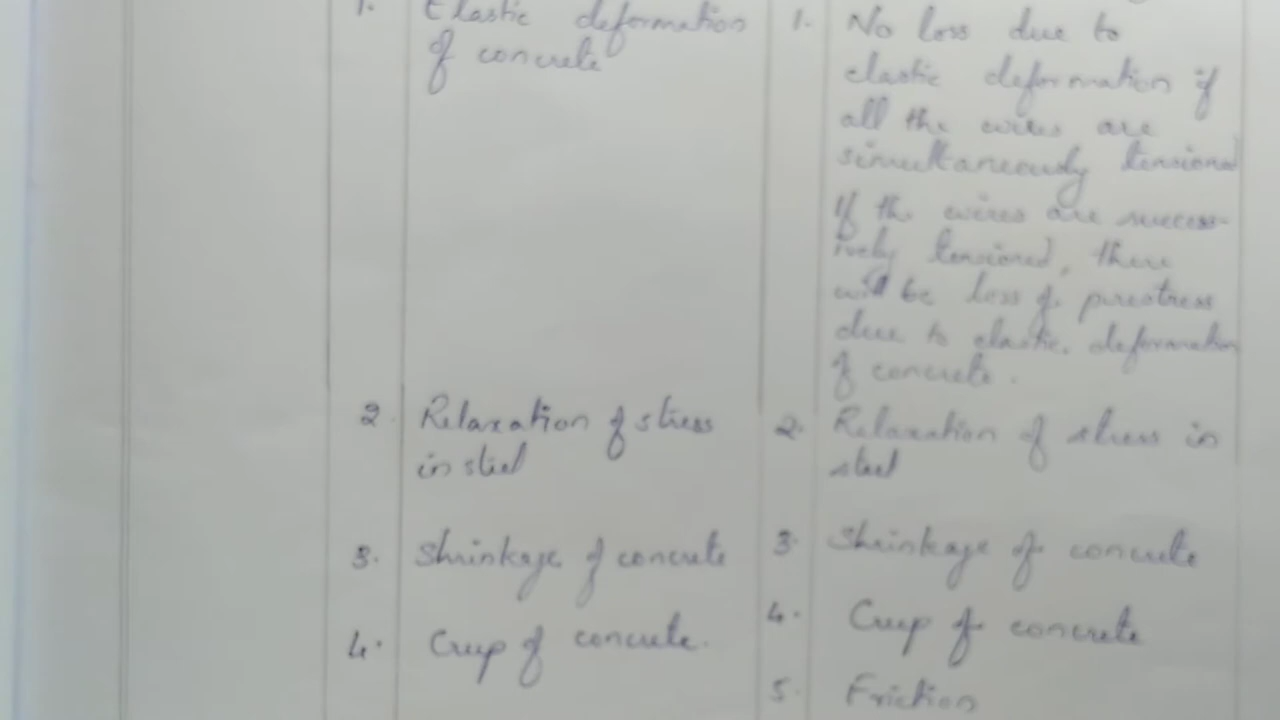 1. Elastic deformation
of concrete
2. Relaxation of stress
in steel
3. Shrinkage of concrete
4. Creep of concrete.
1. No loss due to
elastic deformation if
all the wires are
simultaneously tensioned
If the wires are success-
ively tensioned, there
will be loss of prestress
due to elastic deformation
of concrete.
2. Relaxation of stress in
steel
3. Shrinkage of concrete
4. Creep of concrete
5. Friction